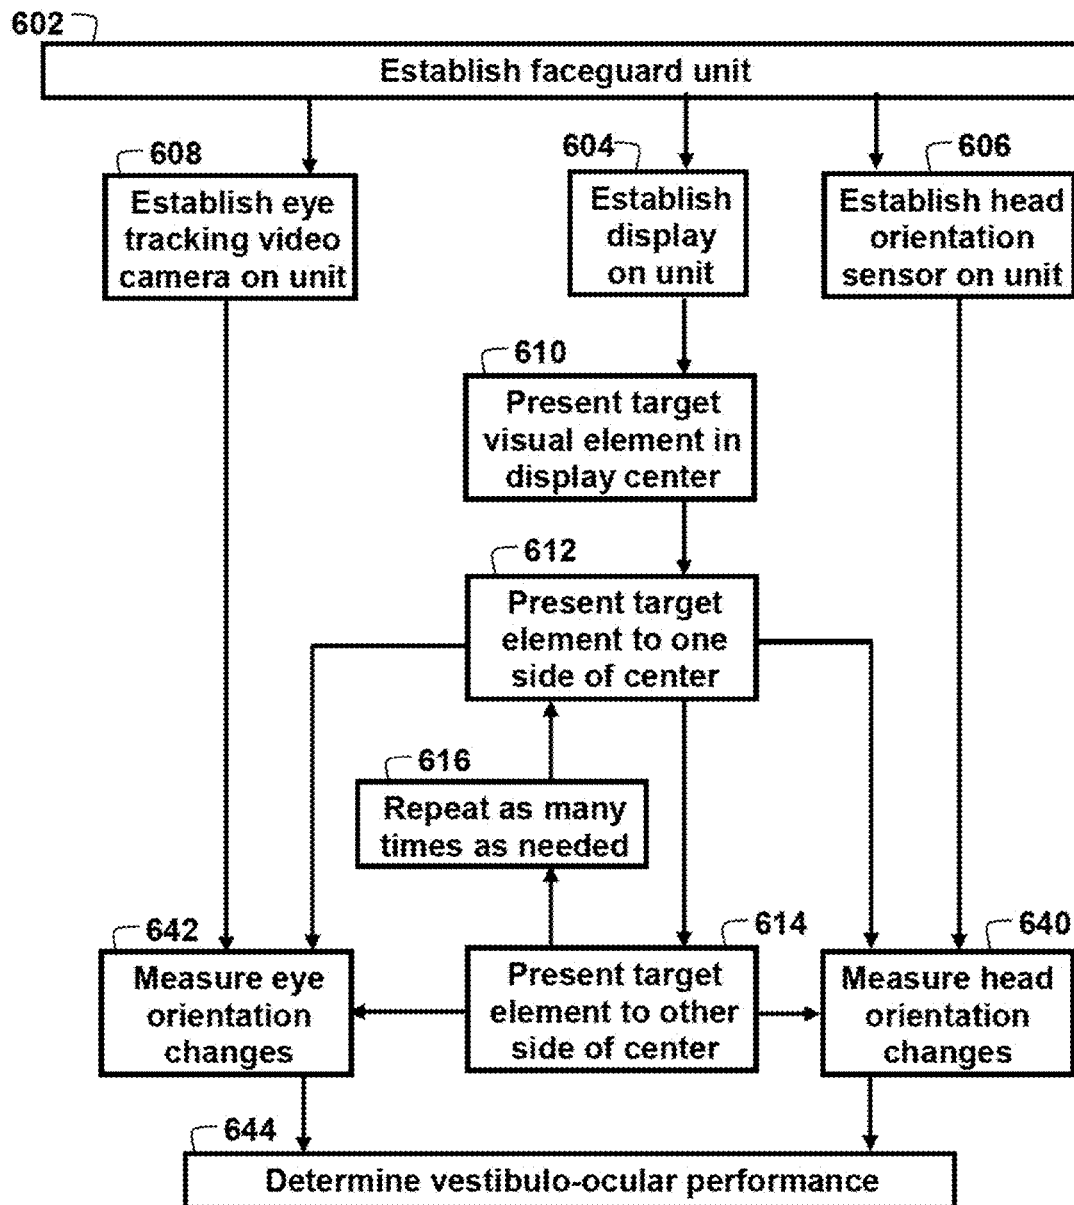 602
Establish faceguard unit
608
604
606
Establish eye
tracking video
camera on unit
Establish
display
on unit
Establish head
orientation
sensor on unit
610
Present target
visual element in
display center
612
Present target
element to one
side of center
616
Repeat as many
times as needed
642
614
640
Measure eye
orientation
changes
Present target
element to other
side of center
Measure head
orientation
changes
644
Determine vestibulo-ocular performance